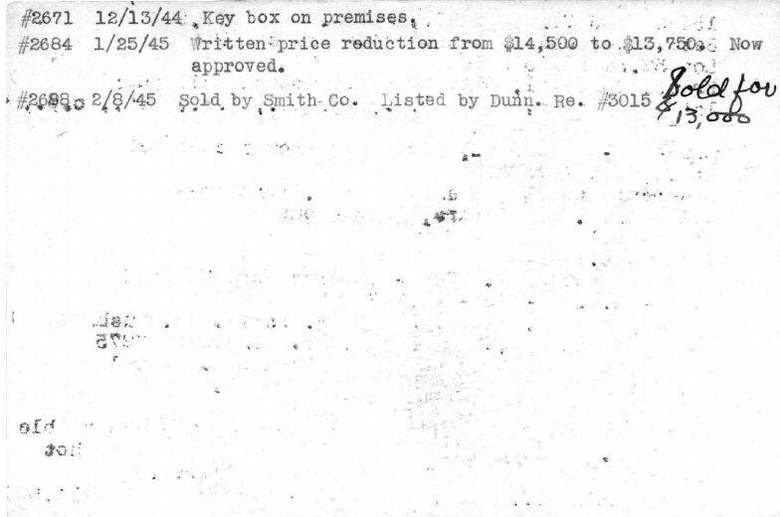 #2671 12/13/44 Key box on premises.
#2684 1/25/45 Written price reduction from $14,500 to $13,750. Now
approved.
#2698 2/8/45 Sold by Smith Co. Listed by Dunn. Re. #3015 Sold for
$13,000